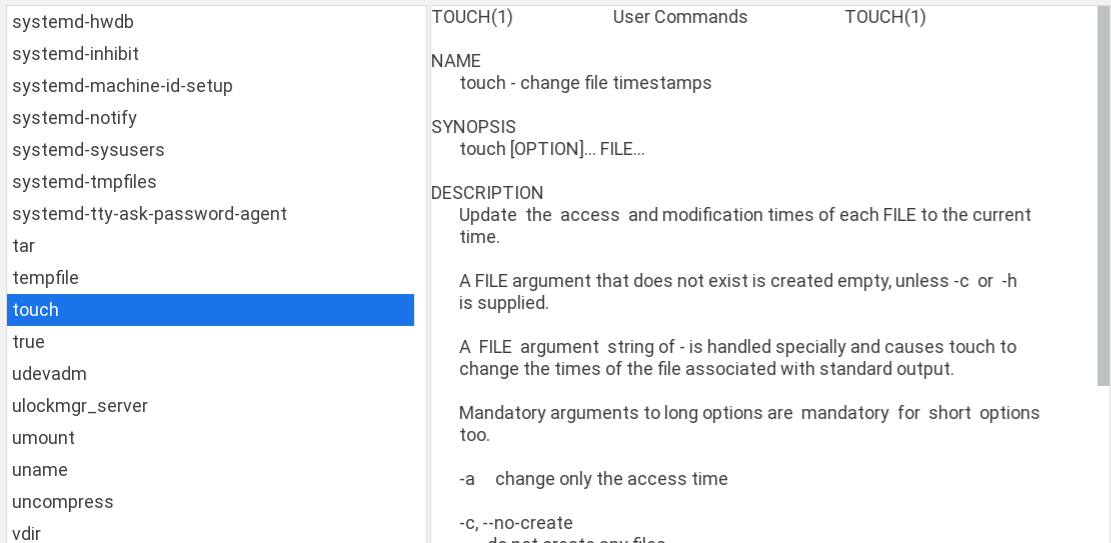 systemd-hwdb
systemd-inhibit
systemd-machine-id-setup
systemd-notify
systemd-sysusers
systemd-tmpfiles
systemd-tty-ask-password-agent
tar
tempfile
touch
true
udevadm
ulockmgr_server
umount
uname
uncompress
vdir
TOUCH(1) User Commands TOUCH(1)
NAME
touch - change file timestamps
SYNOPSIS
touch [OPTION]... FILE...
DESCRIPTION
Update the access and modification times of each FILE to the current
time.
A FILE argument that does not exist is created empty, unless -c or -h
is supplied.
A FILE argument string of - is handled specially and causes touch to
change the times of the file associated with standard output.
Mandatory arguments to long options are mandatory for short options
too.
-a change only the access time
-c, --no-create
do not create any files